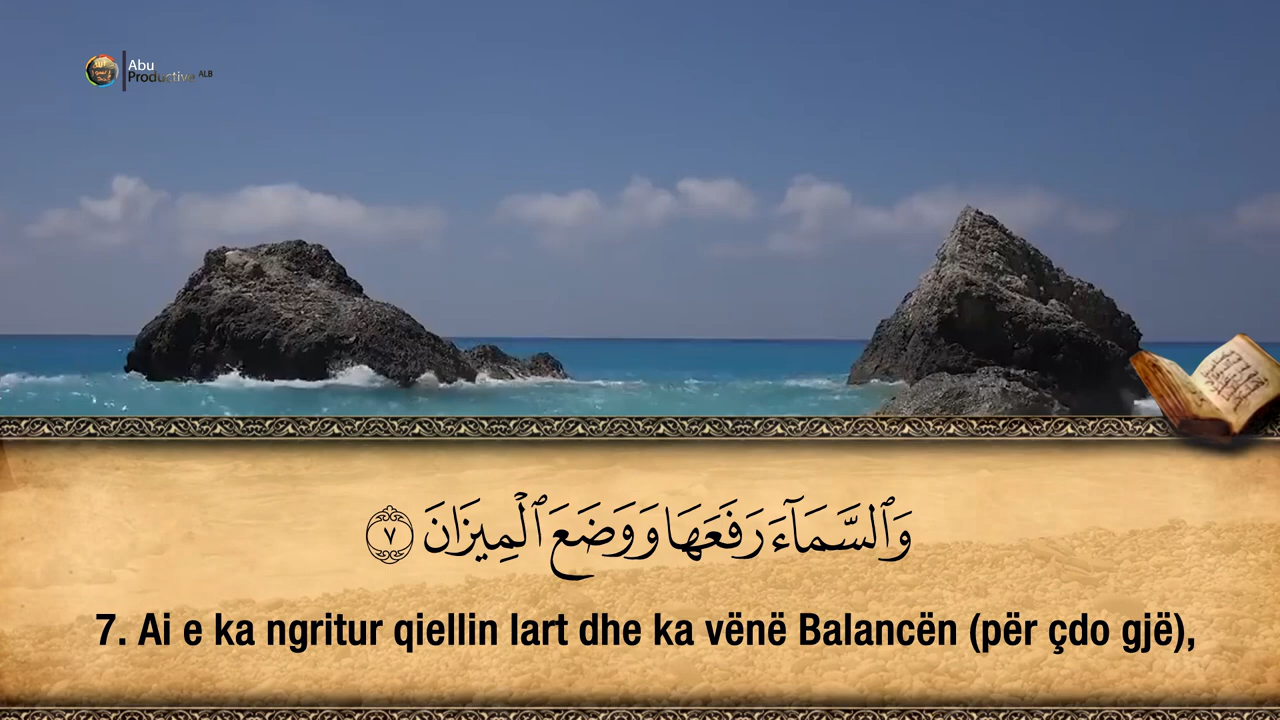 Abu
Productive ALB
وَٱلسَّمَآءَ رَفَعَهَا وَوَضَعَ ٱلْمِيزَانَ ٧
7. Ai e ka ngritur qiellin lart dhe ka vënë Balancën (për çdo gjë),